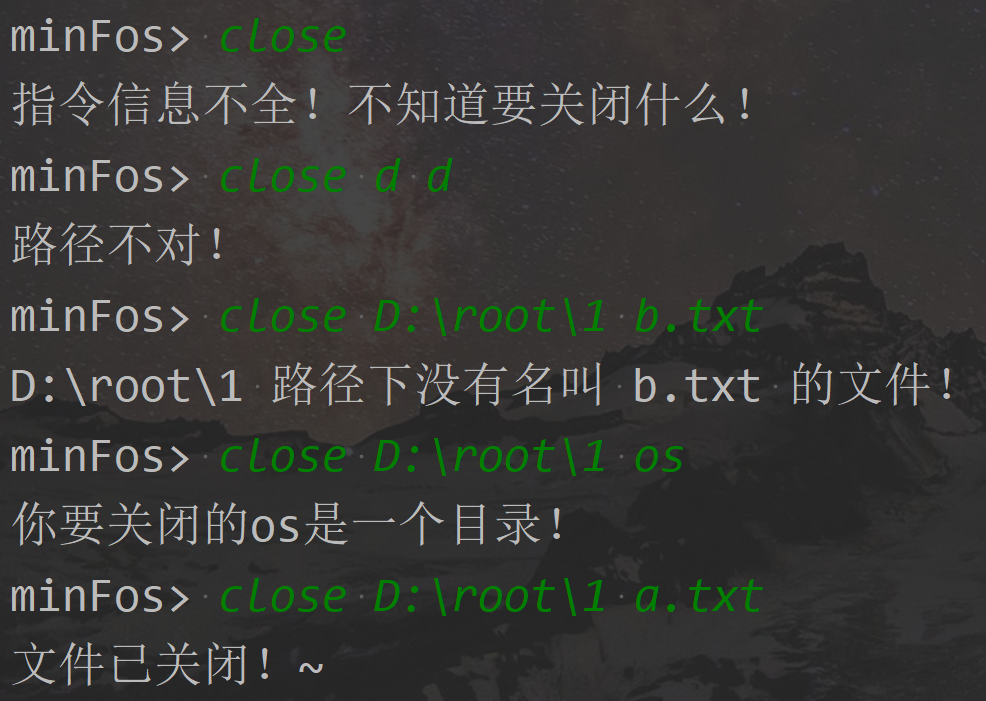 minFos> close
指令信息不全！不知道要关闭什么！
minFos> close d d
路径不对！
minFos> close D:\root\1 b.txt
D:\root\1 路径下没有名叫 b.txt 的文件！
minFos> close D:\root\1 os
你要关闭的os是一个目录！
minFos> close D:\root\1 a.txt
文件已关闭！~